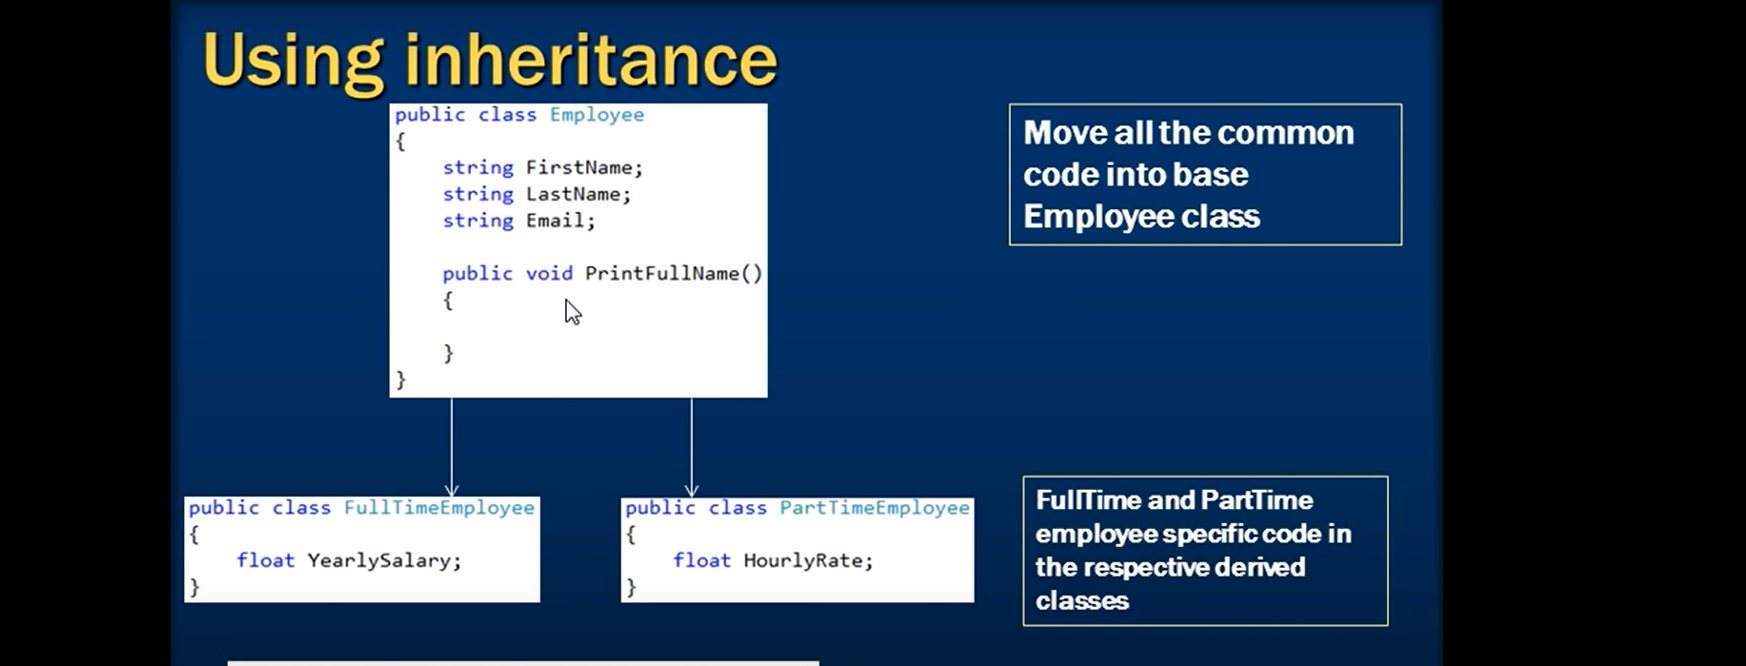 Using inheritance
public class Employee
{
string FirstName;
string LastName;
string Email;
public void PrintFullName()
{
}
}
Move all the common
code into base
Employee class
public class FullTimeEmployee
{
float YearlySalary;
}
public class PartTimeEmployee
{
float HourlyRate;
}
FullTime and PartTime
employee specific code in
the respective derived
classes